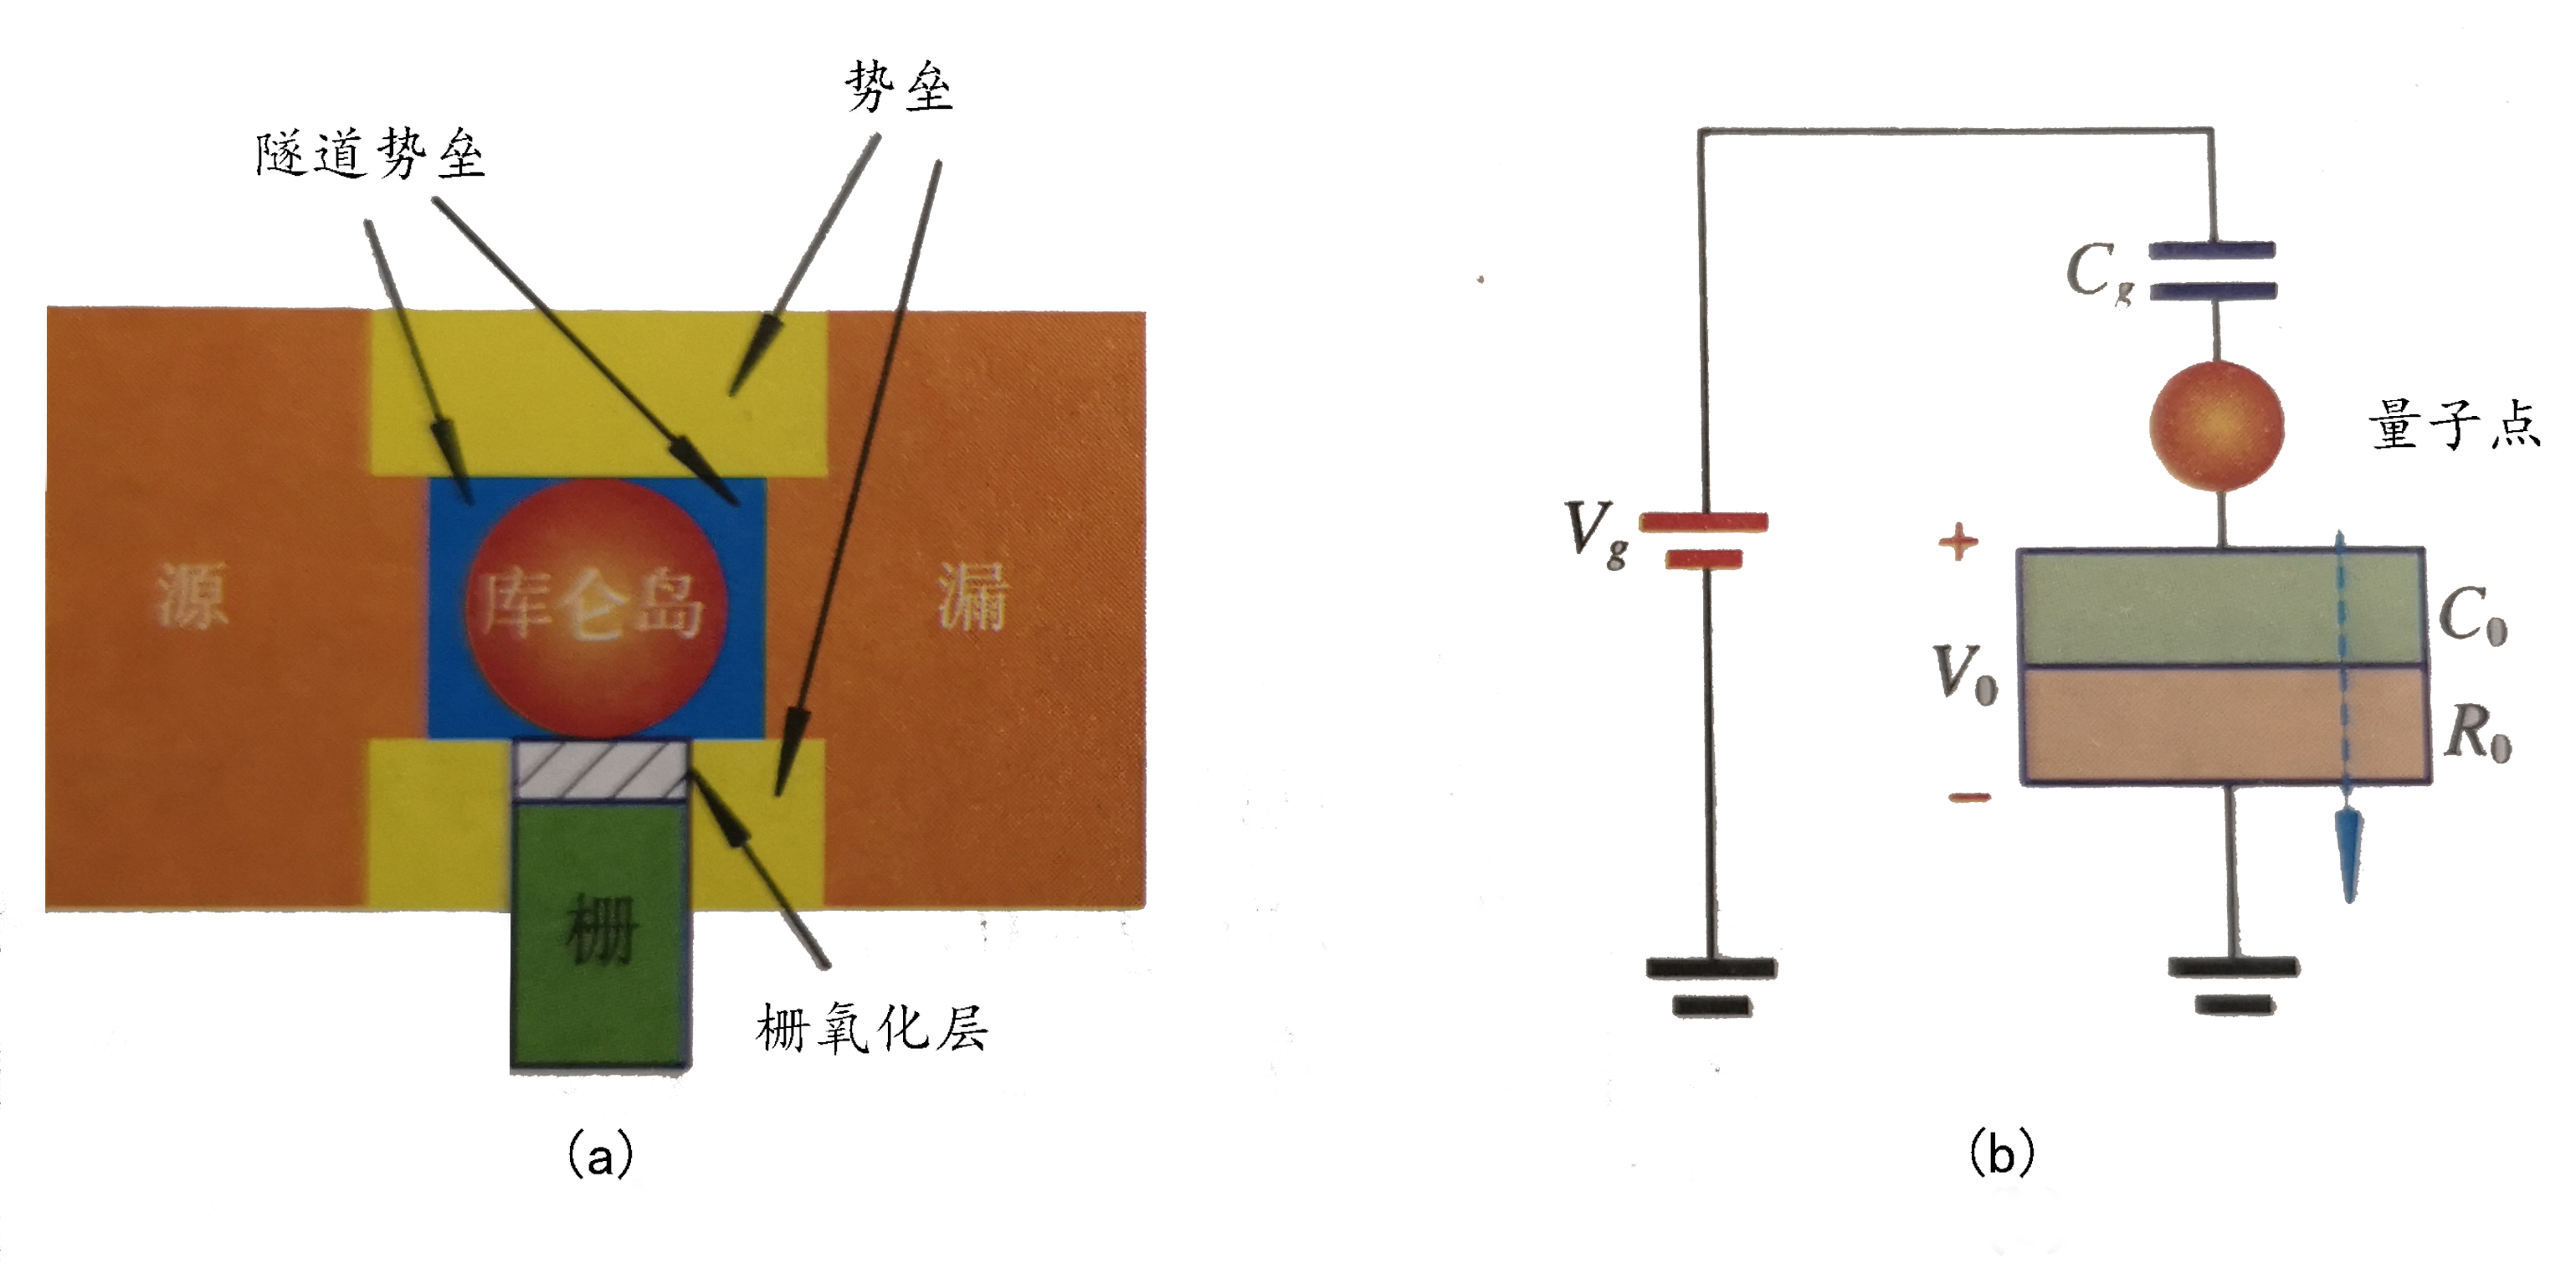 势垒
隧道势垒
源
库仑岛
漏
栅
栅氧化层
(a)
C_g
量子点
V_g
+
C_0
V_0
R_0
−
(b)